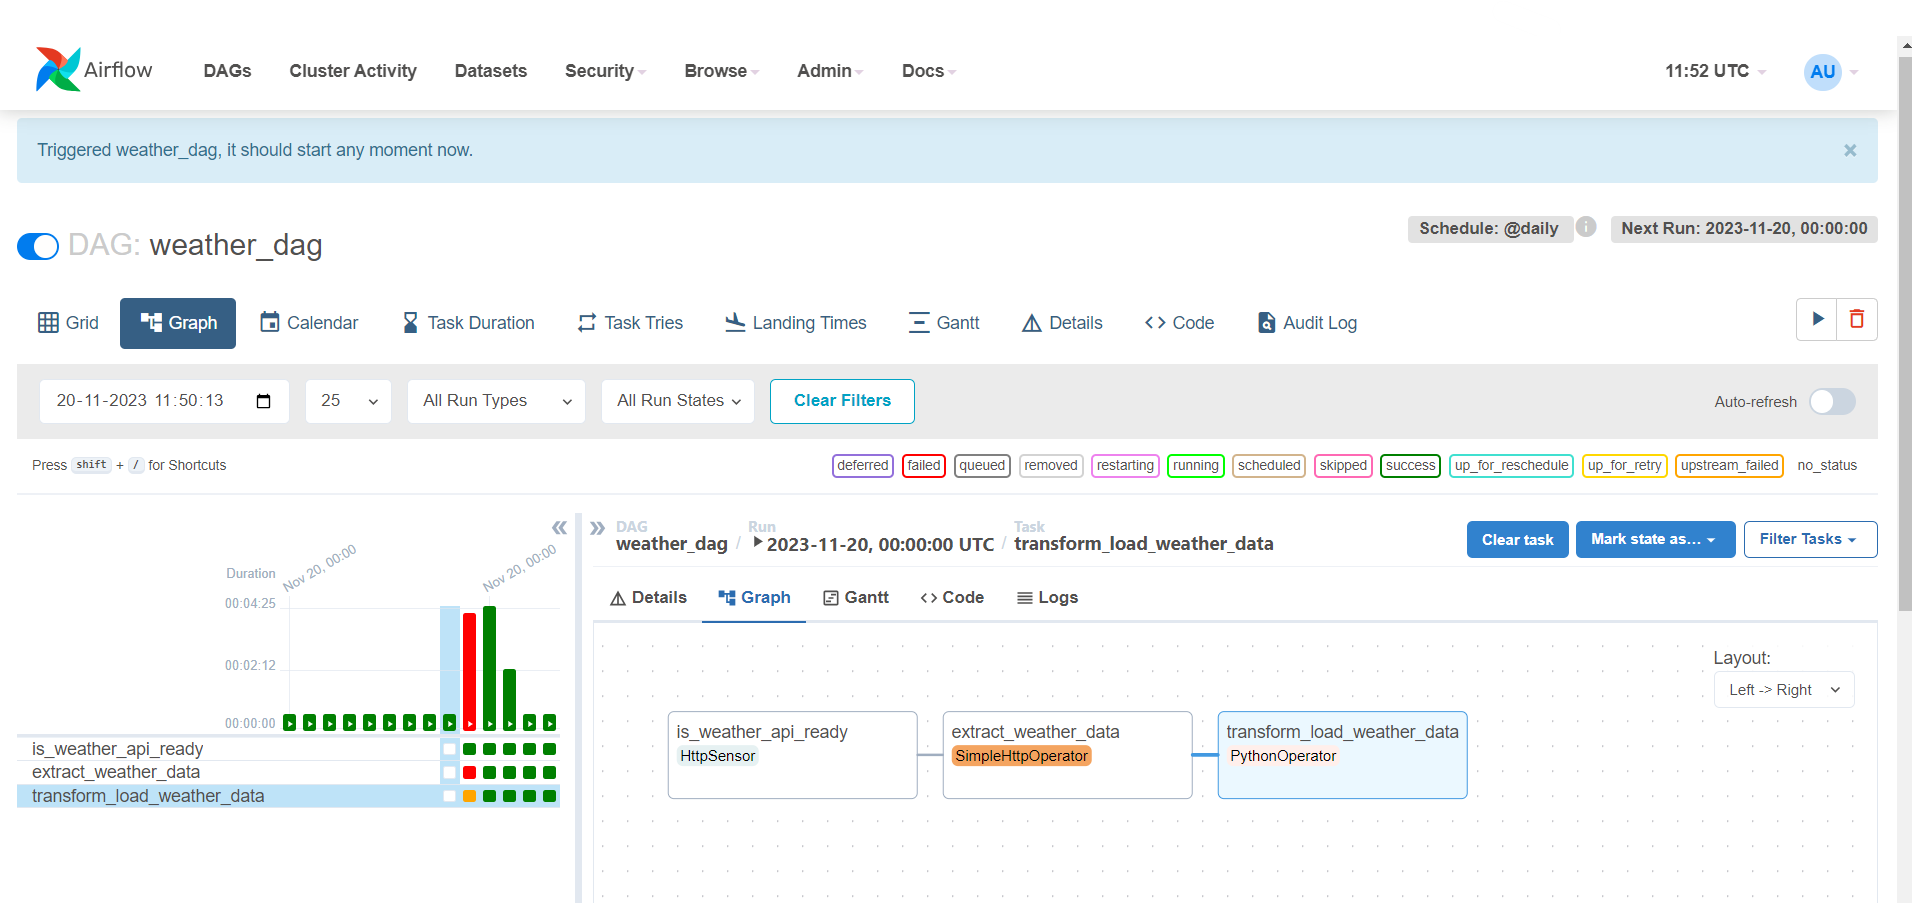 Airflow DAGs Cluster Activity Datasets Security Browse Admin Docs 11:52 UTC AU
Triggered weather_dag, it should start any moment now. ×
Schedule: @daily i Next Run: 2023-11-20, 00:00:00
DAG: weather_dag
Grid Graph Calendar Task Duration Task Tries Landing Times Gantt Details <> Code Audit Log
20-11-2023 11:50:13 25 All Run Types All Run States Clear Filters Auto-refresh
Press shift + / for Shortcuts deferred failed queued removed restarting running scheduled skipped success up_for_reschedule up_for_retry upstream_failed no_status
« » DAG Run Task
weather_dag / 2023-11-20, 00:00:00 UTC / transform_load_weather_data Clear task Mark state as... Filter Tasks
Duration Nov 20, 00:00 Nov 20, 00:00
00:04:25
00:02:12
00:00:00
is_weather_api_ready
extract_weather_data
transform_load_weather_data
Details Graph Gantt <> Code Logs
Layout:
Left -> Right
is_weather_api_ready
HttpSensor
extract_weather_data
SimpleHttpOperator
transform_load_weather_data
PythonOperator